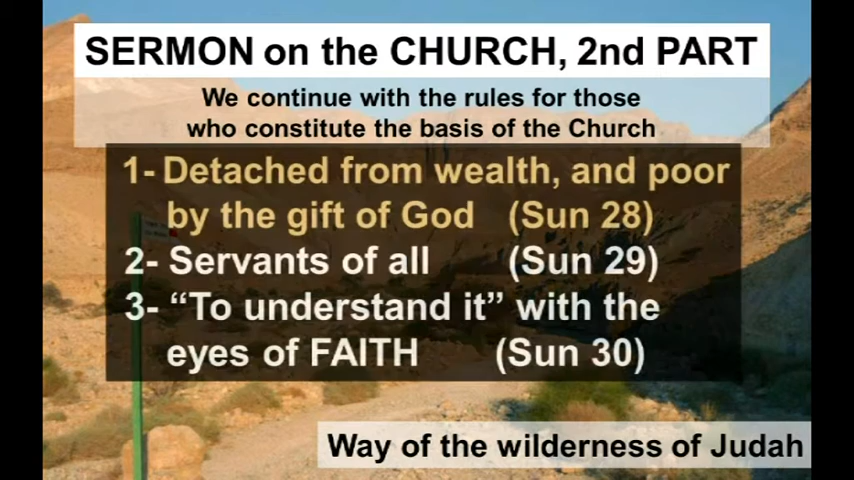 SERMON on the CHURCH, 2nd PART
We continue with the rules for those
who constitute the basis of the Church
1- Detached from wealth, and poor
by the gift of God (Sun 28)
2- Servants of all (Sun 29)
3- “To understand it” with the
eyes of FAITH (Sun 30)
Way of the wilderness of Judah